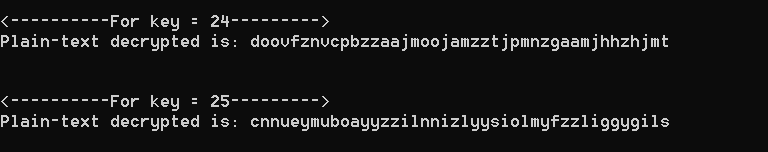 <----------For key = 24--------->
Plain-text decrypted is: doovfznvcpbzzaajmoojamzztjpmnzgaamjhhzhjmt
<----------For key = 25--------->
Plain-text decrypted is: cnnueymuboayyzzilnnizlyysiolmyfzzliggygils